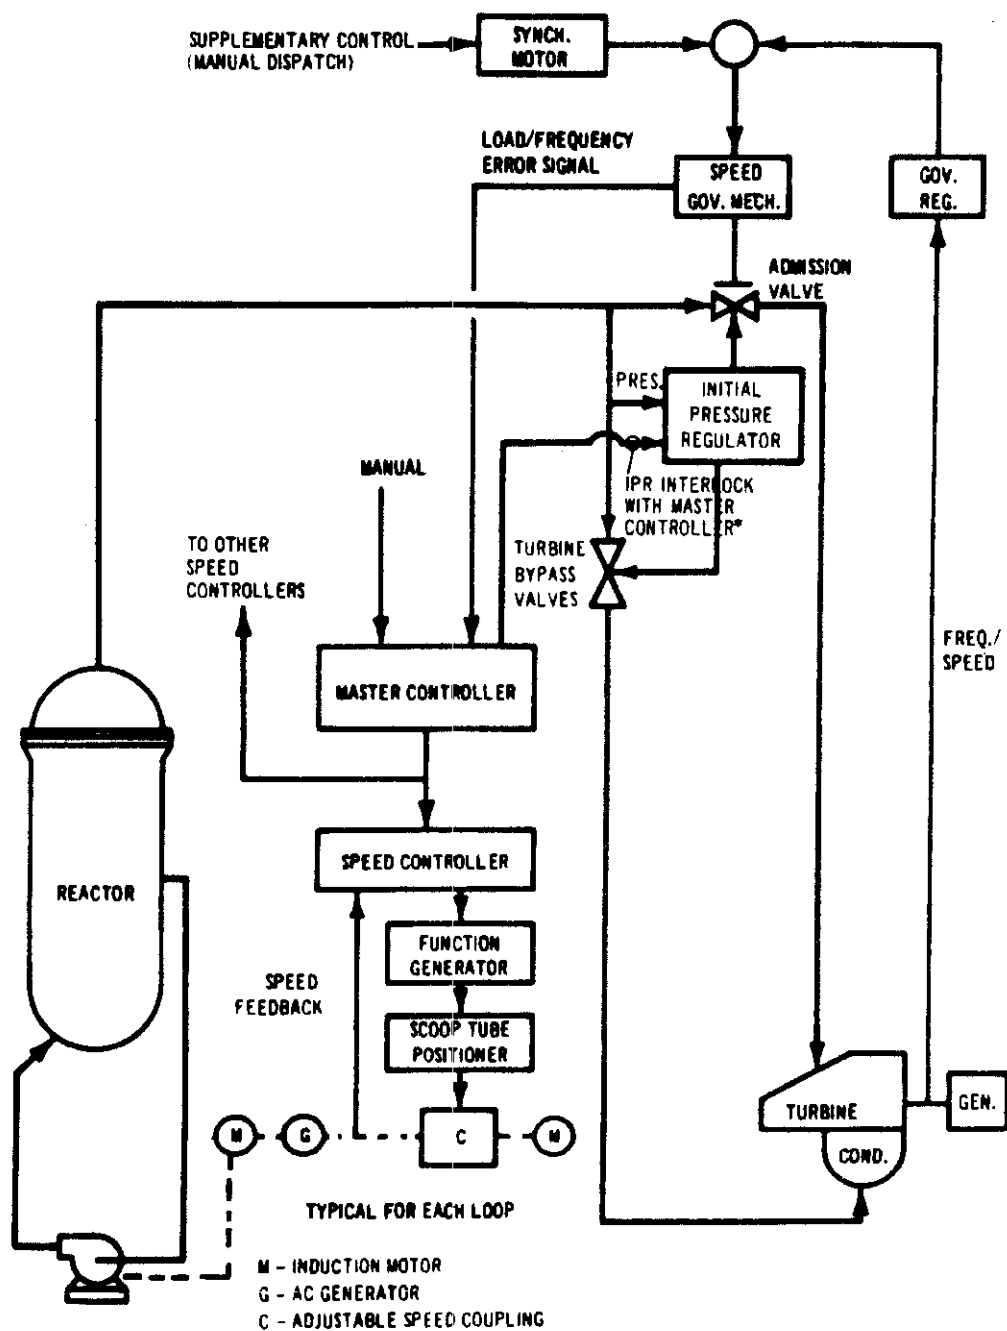 SUPPLEMENTARY CONTROL
(MANUAL DISPATCH)
SYNCH.
MOTOR
LOAD/FREQUENCY
ERROR SIGNAL
SPEED
GOV. MECH.
GOV.
REG.
ADMISSION
VALVE
PRES.
INITIAL
PRESSURE
REGULATOR
MANUAL
IPR INTERLOCK
WITH MASTER
CONTROLLER*
TO OTHER
SPEED
CONTROLLERS
TURBINE
BYPASS
VALVES
FREQ./
SPEED
MASTER CONTROLLER
SPEED CONTROLLER
REACTOR
FUNCTION
GENERATOR
SPEED
FEEDBACK
SCOOP TUBE
POSITIONER
TURBINE
GEN.
COND.
M
G
C
M
TYPICAL FOR EACH LOOP
M - INDUCTION MOTOR
G - AC GENERATOR
C - ADJUSTABLE SPEED COUPLING